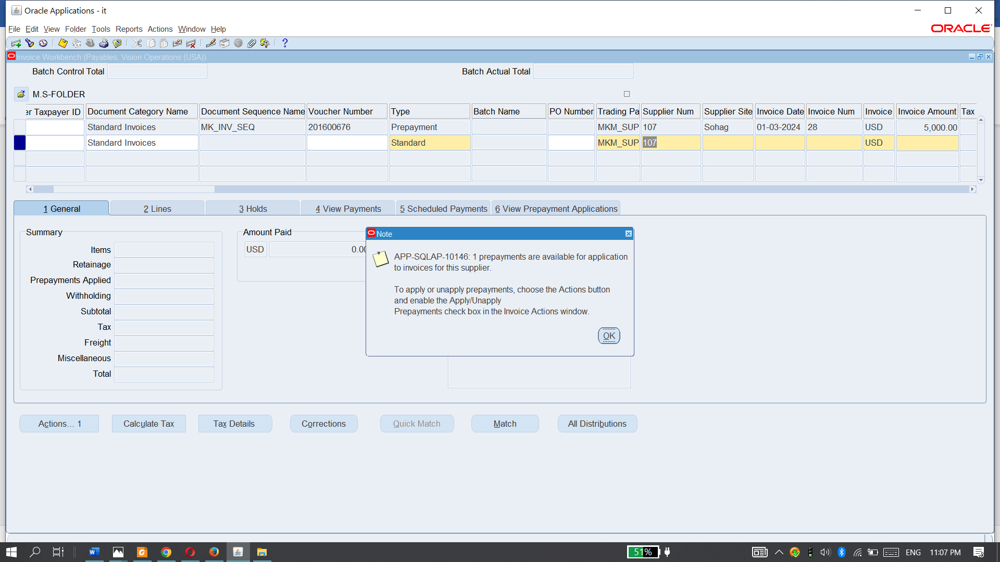 Oracle Applications - it
File Edit View Folder Tools Reports Actions Window Help
ORACLE
Invoice Workbench (Payables, Vision Operations (USA))
Batch Control Total
Batch Actual Total
M.S-FOLDER
er Taxpayer ID Document Category Name Document Sequence Name Voucher Number Type Batch Name PO Number Trading Pa Supplier Num Supplier Site Invoice Date Invoice Num Invoice Invoice Amount Tax
Standard Invoices MK_INV_SEQ 201600676 Prepayment MKM_SUP 107 Sohag 01-03-2024 28 USD 5,000.00
Standard Invoices Standard MKM_SUP 107 USD
1 General 2 Lines 3 Holds 4 View Payments 5 Scheduled Payments 6 View Prepayment Applications
Summary
Items
Retainage
Prepayments Applied
Withholding
Subtotal
Tax
Freight
Miscellaneous
Total
Amount Paid
USD 0.00
Note
APP-SQLAP-10146: 1 prepayments are available for application
to invoices for this supplier.
To apply or unapply prepayments, choose the Actions button
and enable the Apply/Unapply
Prepayments check box in the Invoice Actions window.
OK
Actions... 1 Calculate Tax Tax Details Corrections Quick Match Match All Distributions
51% ENG 11:07 PM